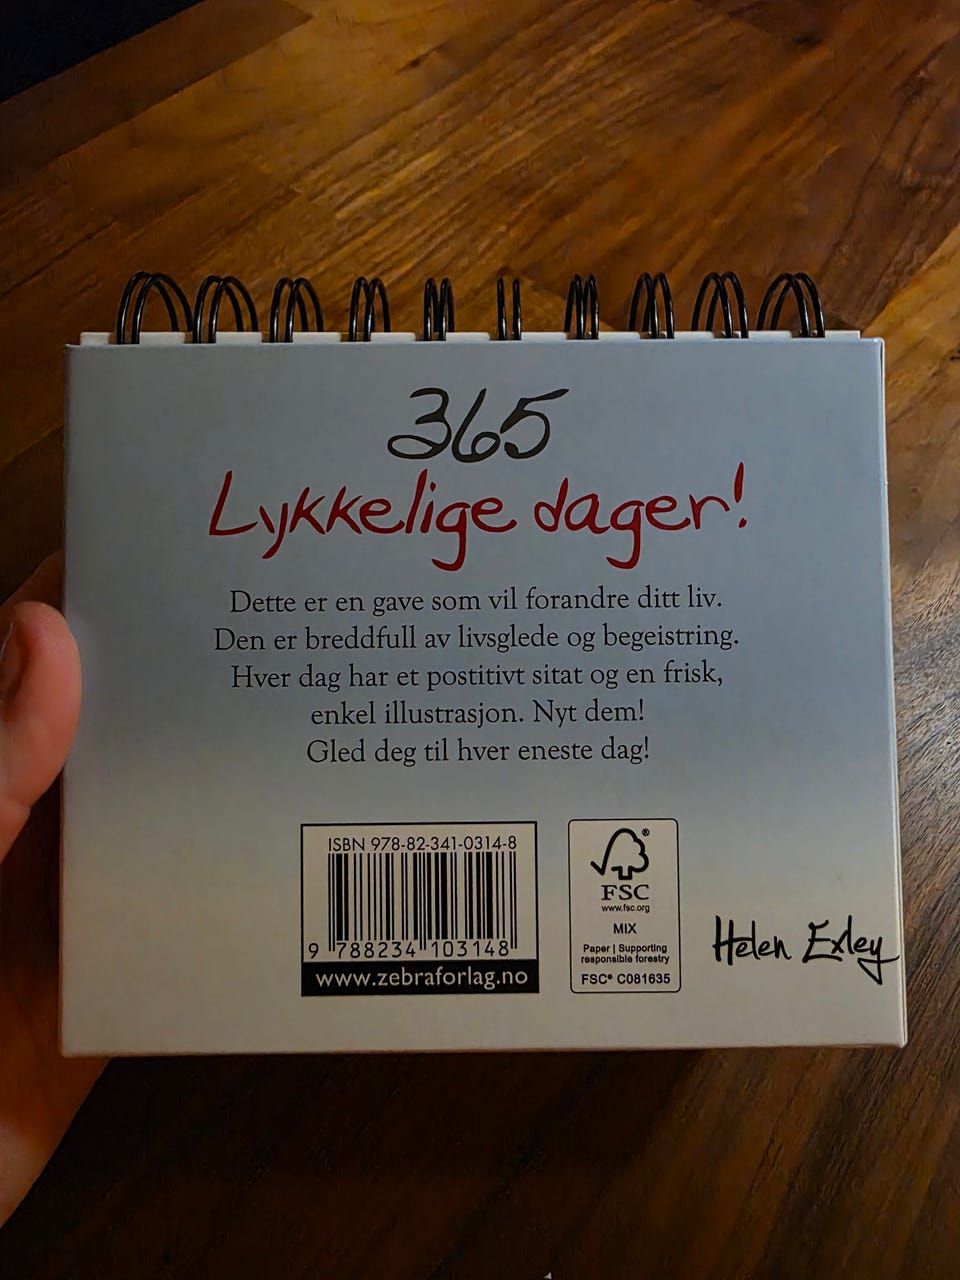 365
Lykkelige dager!
Dette er en gave som vil forandre ditt liv.
Den er breddfull av livsglede og begeistring.
Hver dag har et postitivt sitat og en frisk,
enkel illustrasjon. Nyt dem!
Gled deg til hver eneste dag!
ISBN 978-82-341-0314-8
9 788234 103148
www.zebraforlag.no
®
FSC
www.fsc.org
MIX
Paper | Supporting
responsible forestry
FSC® C081635
Helen Exley